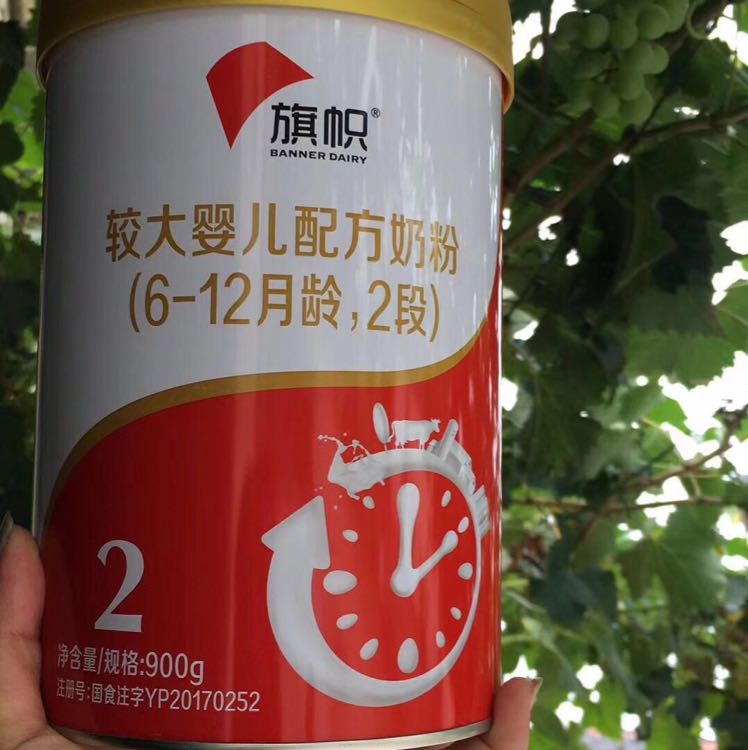 旗帜®
BANNER DAIRY
较大婴儿配方奶粉
(6-12月龄,2段)
2
净含量/规格:900g
注册号:国食注字YP20170252